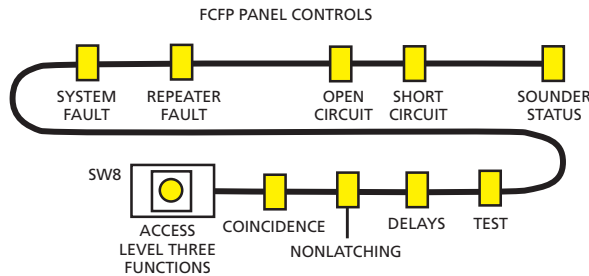 FCFP PANEL CONTROLS
SYSTEM
FAULT
REPEATER
FAULT
OPEN
CIRCUIT
SHORT
CIRCUIT
SOUNDER
STATUS
SW8
ACCESS
LEVEL THREE
FUNCTIONS
COINCIDENCE
NONLATCHING
DELAYS
TEST